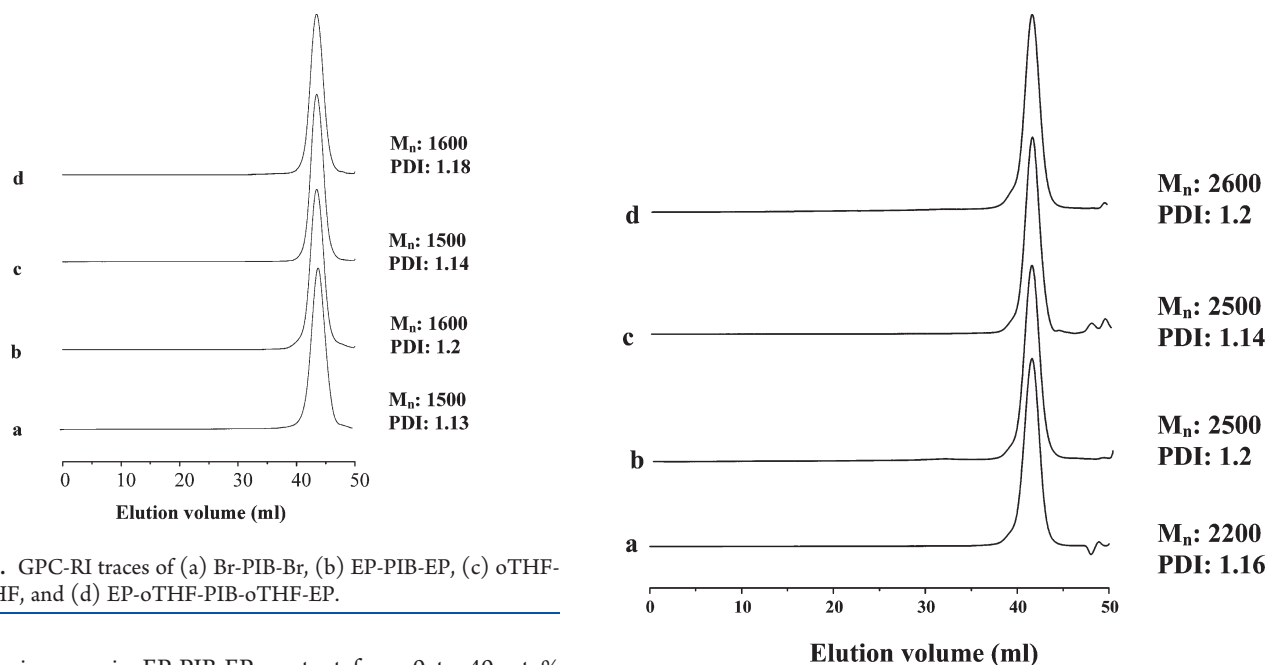 d
Mn: 1600
PDI: 1.18
c
Mn: 1500
PDI: 1.14
b
Mn: 1600
PDI: 1.2
a
Mn: 1500
PDI: 1.13
0 10 20 30 40 50
Elution volume (ml)
. GPC-RI traces of (a) Br-PIB-Br, (b) EP-PIB-EP, (c) oTHF-
HF, and (d) EP-oTHF-PIB-oTHF-EP.
EP-PIB-EP
d
Mn: 2600
PDI: 1.2
c
Mn: 2500
PDI: 1.14
b
Mn: 2500
PDI: 1.2
a
Mn: 2200
PDI: 1.16
0 10 20 30 40 50
Elution volume (ml)